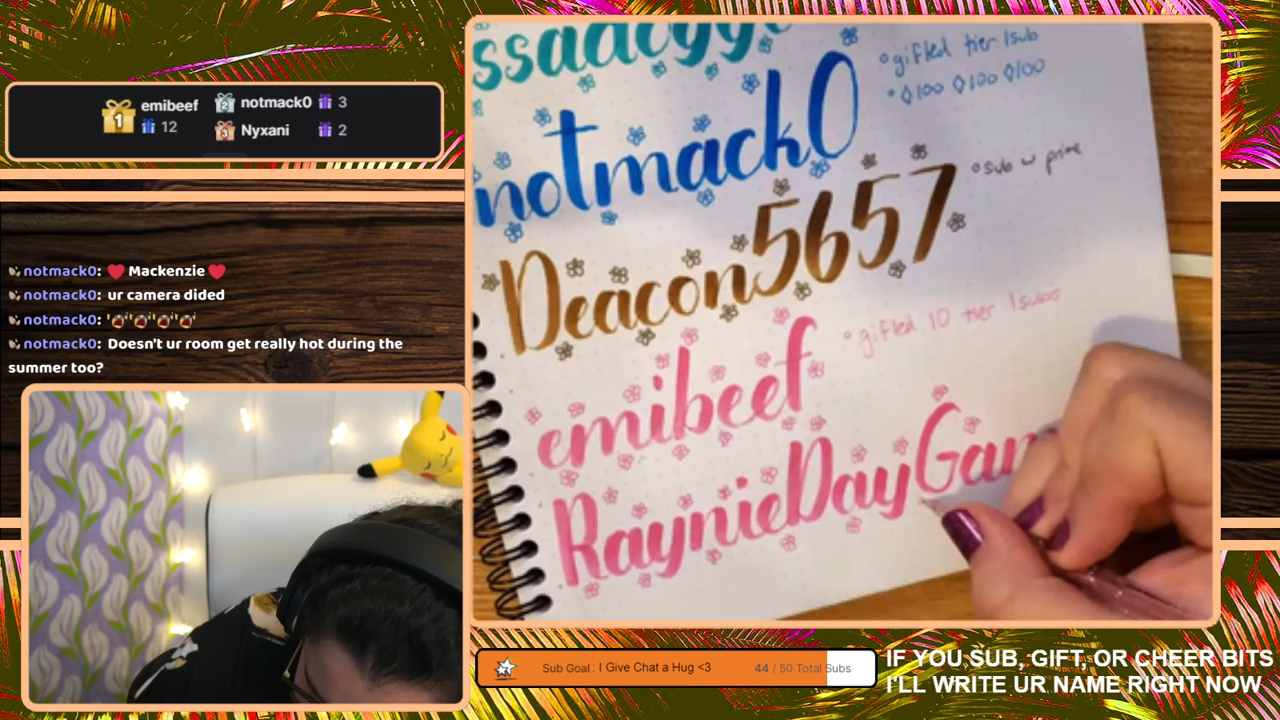 emibeef
12
notmack0 3
Nyxani 2
notmack0: Mackenzie
notmack0: ur camera dided
notmack0:
notmack0: Doesn't ur room get really hot during the
summer too?
ssaacyyy
notmack0
°gifted tier 1 sub
°◊100 ◊100 ◊100
Deacon5657
°sub w prime
emibeef
°gifted 10 tier 1 subs
RaynieDayGam
Sub Goal: I Give Chat a Hug <3 44 / 50 Total Subs
IF YOU SUB, GIFT, OR CHEER BITS
I'LL WRITE UR NAME RIGHT NOW